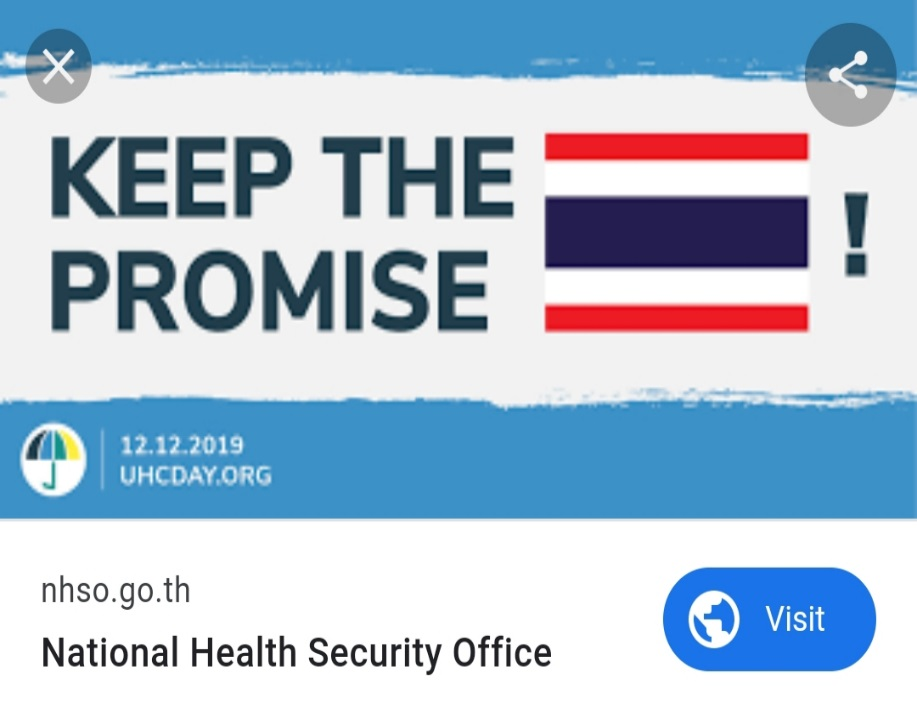 KEEP THE
PROMISE !
12.12.2019
UHCDAY.ORG
nhso.go.th
National Health Security Office
Visit